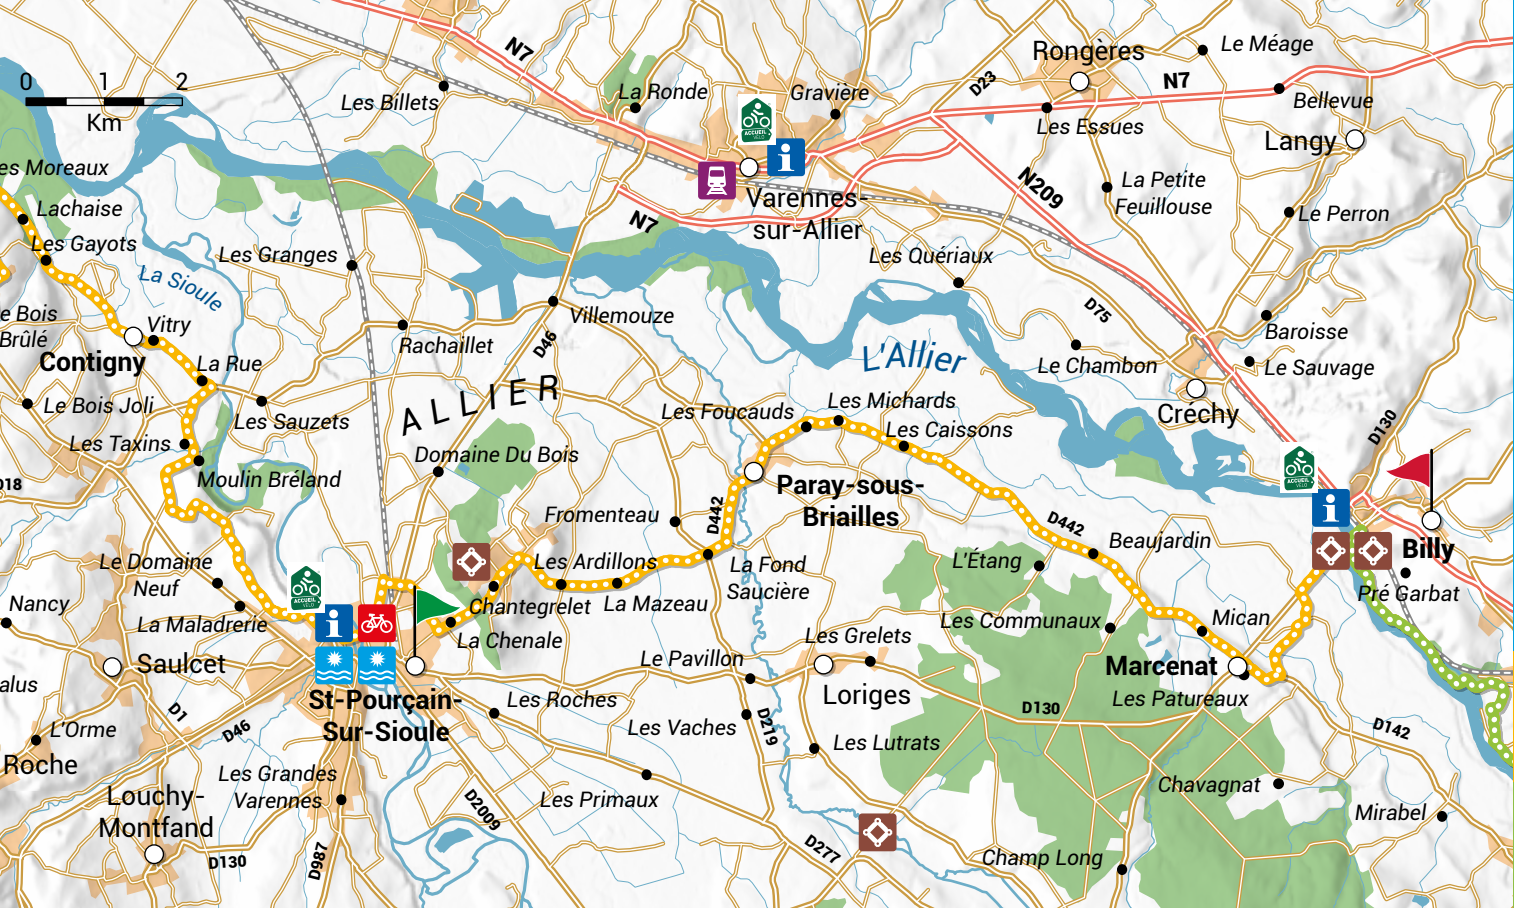 N7
Rongères
Le Méage
0 1 2
Km
Les Billets
La Ronde
Gravière
D23
N7
Bellevue
ACCUEIL
VÉLO
Les Essues
Langy
es Moreaux
i
Varennes-
sur-Allier
N209
La Petite
Feuillouse
Le Perron
Lachaise
Les Gayots
N7
Les Granges
La Sioule
Les Quériaux
e Bois
Brûlé
Vitry
Villemouze
D75
Baroisse
Contigny
Rachaillet
D46
L'Allier
Le Chambon
Le Sauvage
La Rue
ALLIER
Le Bois Joli
Les Sauzets
Les Foucauds
Les Michards
Créchy
Les Taxins
Les Caissons
D130
Domaine Du Bois
Moulin Bréland
D18
ACCUEIL
VÉLO
Paray-sous-
Briailles
i
Fromenteau
D442
D442
Beaujardin
Billy
Le Domaine
Neuf
Les Ardillons
La Fond
Saucière
L'Étang
Pré Garbat
ACCUEIL
VÉLO
Nancy
Chantegrelet
La Mazeau
La Maladrerie
i
La Chenale
Les Grelets
Les Communaux
Mican
Saulcet
Le Pavillon
Marcenat
alus
St-Pourçain-
Sur-Sioule
Les Roches
Loriges
Les Patureaux
D1
D46
D130
L'Orme
Les Vaches
D219
Les Lutrats
D142
Roche
Les Grandes
Varennes
Les Primaux
Chavagnat
Louchy-
Montfand
D2009
Mirabel
D130
D987
D277
Champ Long